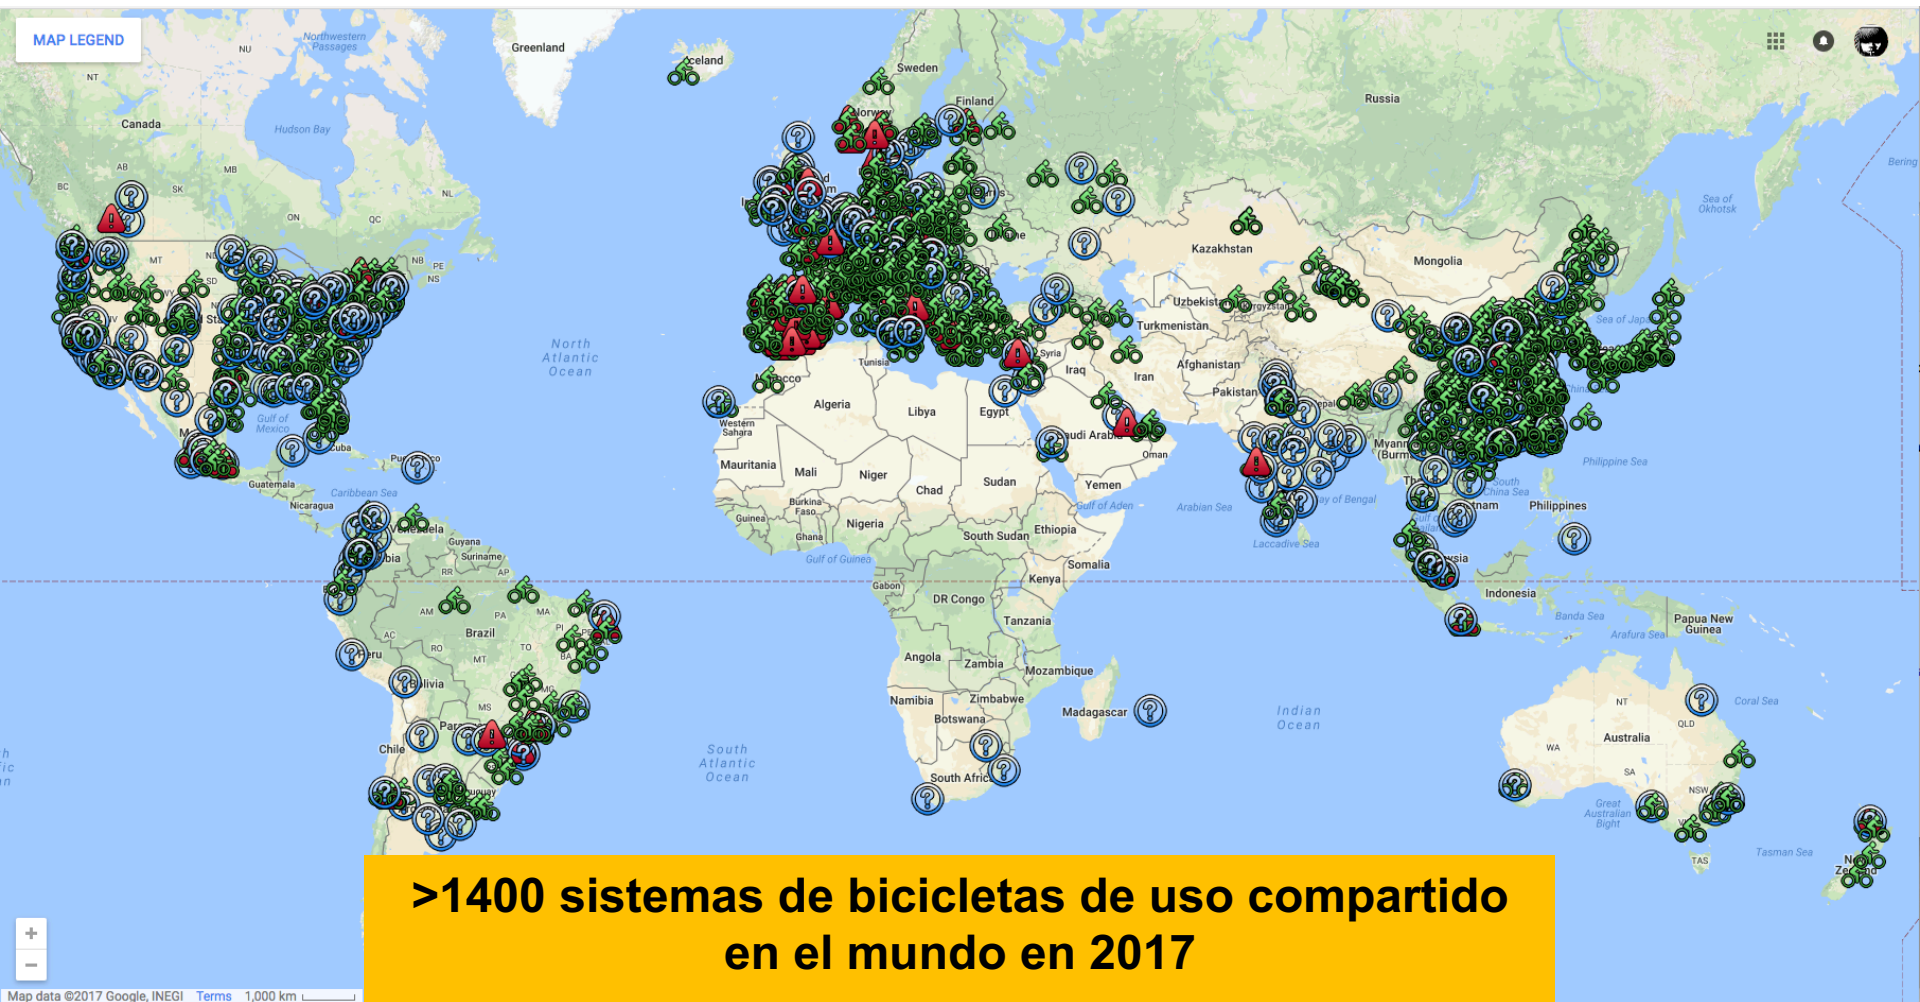 MAP LEGEND
Greenland
Northwestern
Passages
NU
NT
Sweden
Finland
Norway
Russia
Canada
Hudson Bay
Bering
AB
MB
BC
SK
NL
ON
QC
Sea of
Okhotsk
Kazakhstan
Mongolia
MT
NB
PE
NS
SD
Uzbekistan
Turkmenistan
North
Atlantic
Ocean
Tunisia
Syria
Iraq
Iran
Afghanistan
Pakistan
Algeria
Libya
Egypt
Western
Sahara
Gulf of
Mexico
Cuba
Oman
Myanmar
(Burma)
Philippine Sea
Mauritania
Mali
Niger
Chad
Sudan
Yemen
Guatemala
Caribbean Sea
Nicaragua
Burkina
Faso
Guinea
Nigeria
Ghana
Gulf of Aden
Arabian Sea
Bay of Bengal
South
China Sea
Philippines
Ethiopia
South Sudan
Guyana
Suriname
Gulf of Guinea
Laccadive Sea
Somalia
RR
AP
Gabon
Kenya
DR Congo
Indonesia
AM
PA
MA
PI
Tanzania
Banda Sea
Arafura Sea
Papua New
Guinea
AC
Brazil
RO
TO
BA
MT
Angola
Zambia
Mozambique
Bolivia
MS
MG
Namibia
Zimbabwe
Botswana
Madagascar
Indian
Ocean
NT
QLD
Coral Sea
Chile
South
Atlantic
Ocean
WA
Australia
SA
South Africa
NSW
Great
Australian
Bight
TAS
Tasman Sea
>1400 sistemas de bicicletas de uso compartido
en el mundo en 2017
+
−
Map data ©2017 Google, INEGI Terms 1,000 km